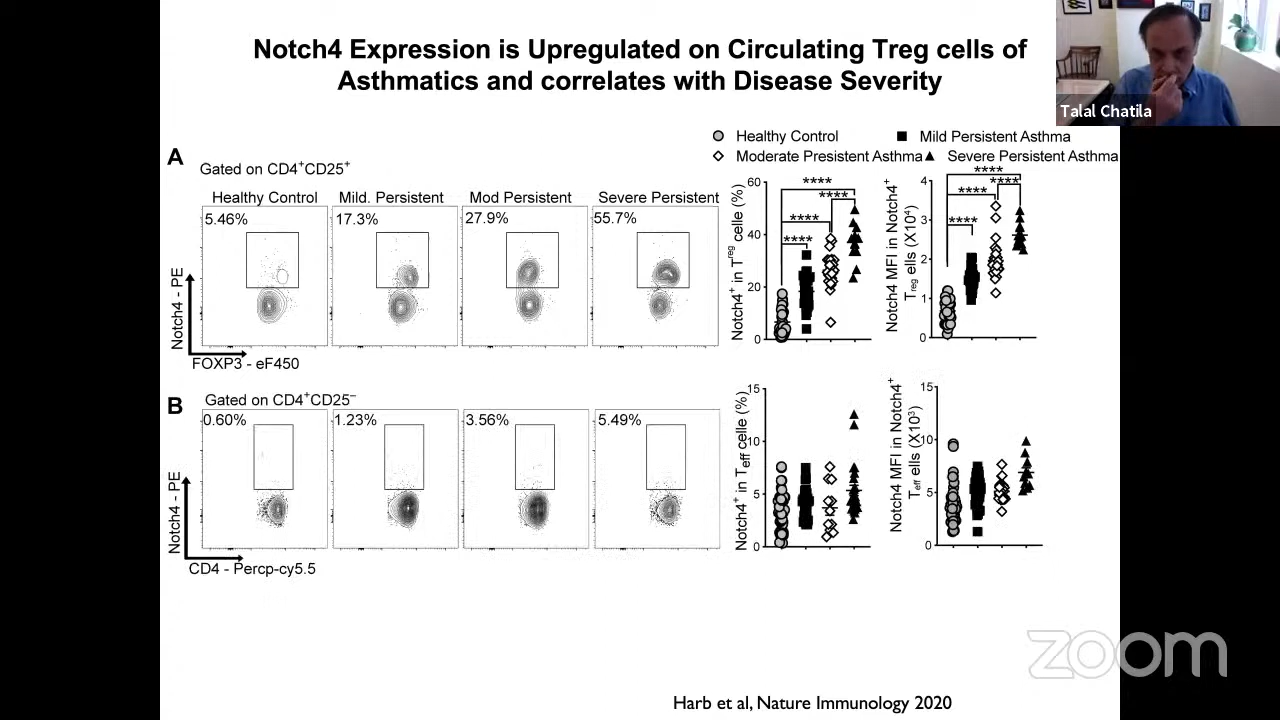 Notch4 Expression is Upregulated on Circulating Treg cells of
Asthmatics and correlates with Disease Severity
Talal Chatila
Healthy Control
Mild Persistent Asthma
Moderate Presistent Asthma
Severe Persistent Asthma
A
Gated on CD4⁺CD25⁺
Healthy Control
Mild. Persistent
Mod Persistent
Severe Persistent
5.46%
17.3%
27.9%
55.7%
Notch4 - PE
FOXP3 - eF450
Notch4⁺ in Treg celle (%)
60
40
20
0
****
****
****
****
Notch4 MFI in Notch4⁺
Treg ells (X10⁴)
4
3
2
1
0
****
****
****
****
B
Gated on CD4⁺CD25⁻
0.60%
1.23%
3.56%
5.49%
Notch4 - PE
CD4 - Percp-cy5.5
Notch4⁺ in Teff celle (%)
15
10
5
0
Notch4 MFI in Notch4⁺
Teff ells (X10³)
15
10
5
0
zoom
Harb et al, Nature Immunology 2020